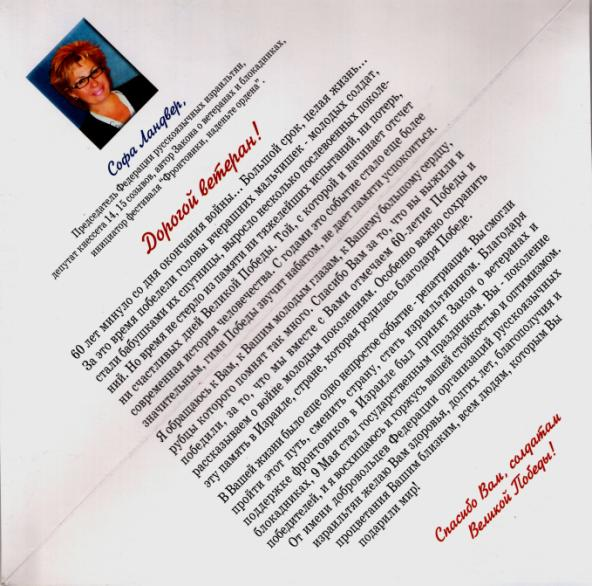 Софа Ландвер,
Председатель Федерации русскоязычных израильтян,
депутат кнессета 14, 15 созывов, автор Закона о ветеранах и блокадниках,
инициатор фестиваля "Фронтовики, наденьте ордена".
Дорогой ветеран!
60 лет минуло со дня окончания войны... Большой срок, целая жизнь...
За это время побелели головы вчерашних мальчишек - молодых солдат,
стали бабушками их спутницы, выросло несколько послевоенных поколе-
ний. Но время не стерло из памяти ни тяжелейших испытаний, ни потерь,
ни счастливых дней Великой Победы. Той, с которой и начинает отсчет
современная история человечества. С годами это событие стало еще более
значительным, гимн Победы звучит набатом, не дает памяти успокоиться.
Я обращаюсь к Вам, к Вашим молодым глазам, к Вашему большому сердцу,
рубцы которого помнят так много. Спасибо Вам за то, что вы выжили и
победили, за то, что мы вместе с Вами отмечаем 60-летие Победы и
рассказываем о войне молодым поколениям. Особенно важно сохранить
эту память в Израиле, стране, которая родилась благодаря Победе.
В Вашей жизни было еще одно непростое событие - репатриация. Вы смогли
пройти этот путь, сменить страну, стать израильтянином. Благодаря
поддержке фронтовиков в Израиле был принят Закон о ветеранах и
блокадниках, 9 Мая стал государственным праздником. Вы - поколение
победителей, и я восхищаюсь и горжусь вашей стойкостью и оптимизмом.
От имени добровольцев Федерации организаций русскоязычных
израильтян желаю Вам здоровья, долгих лет, благополучия и
процветания Вашим близким, всем людям, которым Вы
подарили мир!
Спасибо Вам, солдатам
Великой Победы!